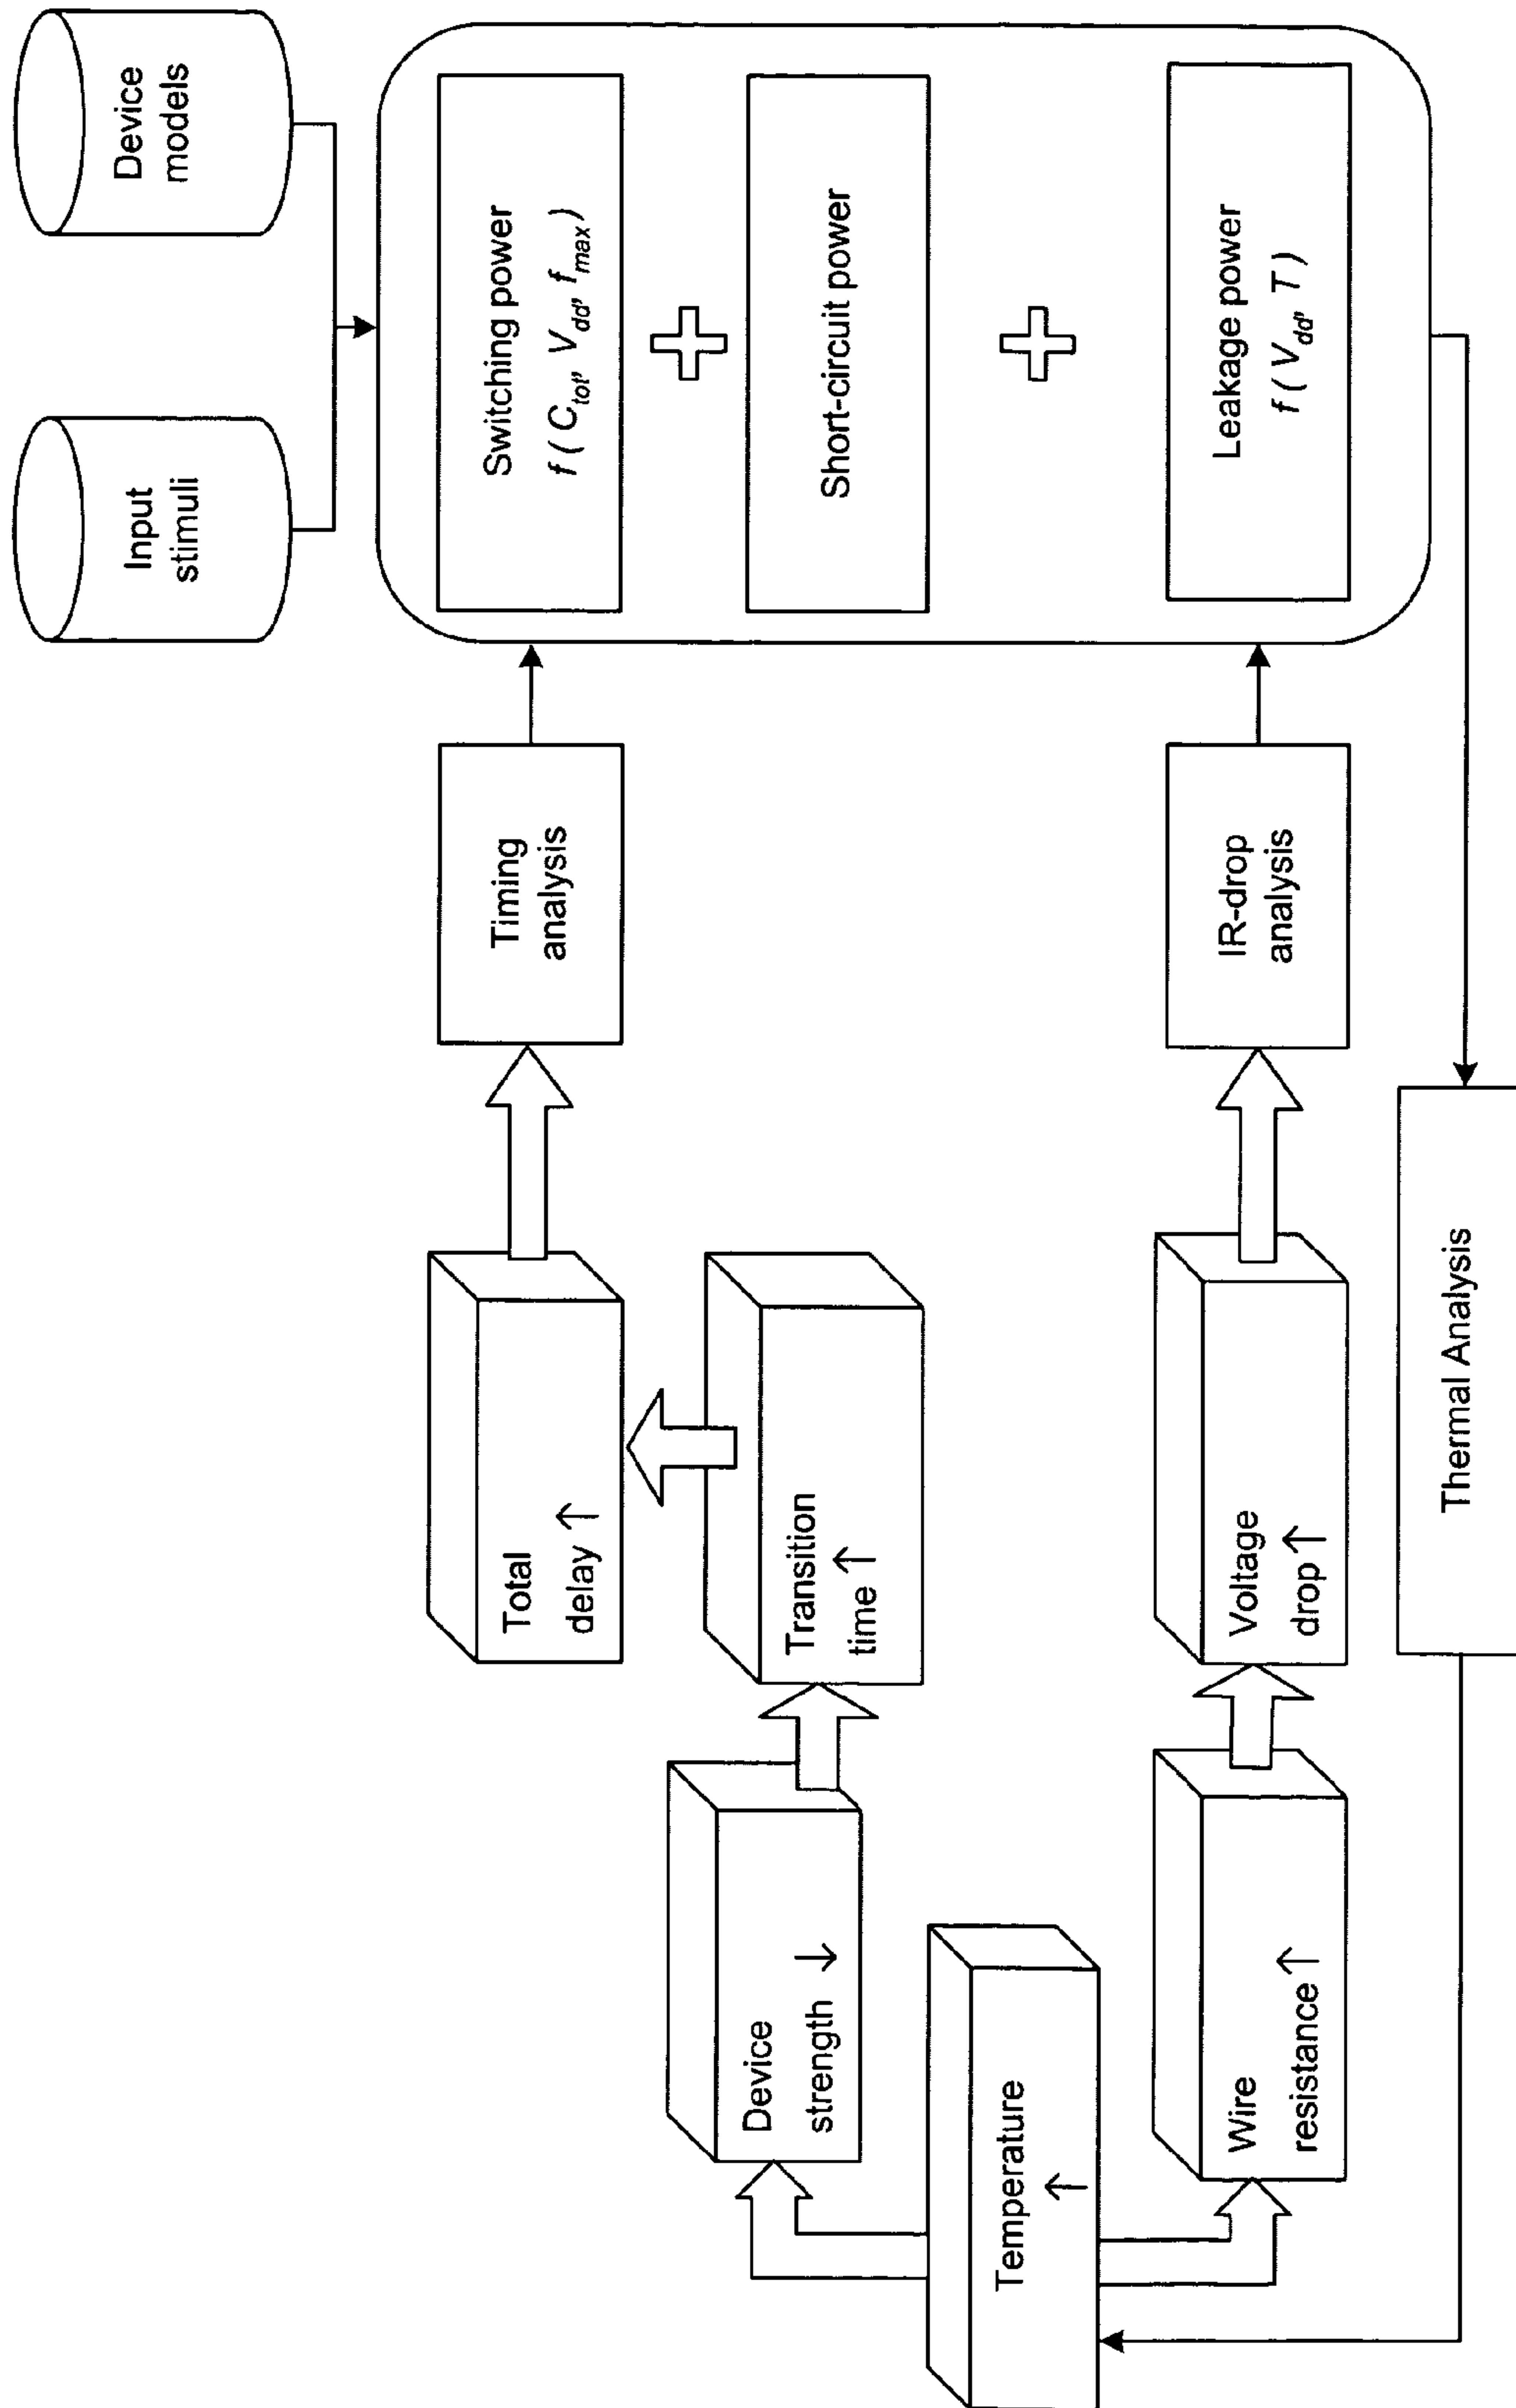 Input
stimuli
Device
models
Temperature
↑
Device
strength ↓
Transition
time ↑
Total
delay ↑
Timing
analysis
Switching power
f ( C_tot, V_dd, f_max )
Short-circuit power
Leakage power
f ( V_dd, T )
Wire
resistance ↑
Voltage
drop ↑
IR-drop
analysis
Thermal Analysis